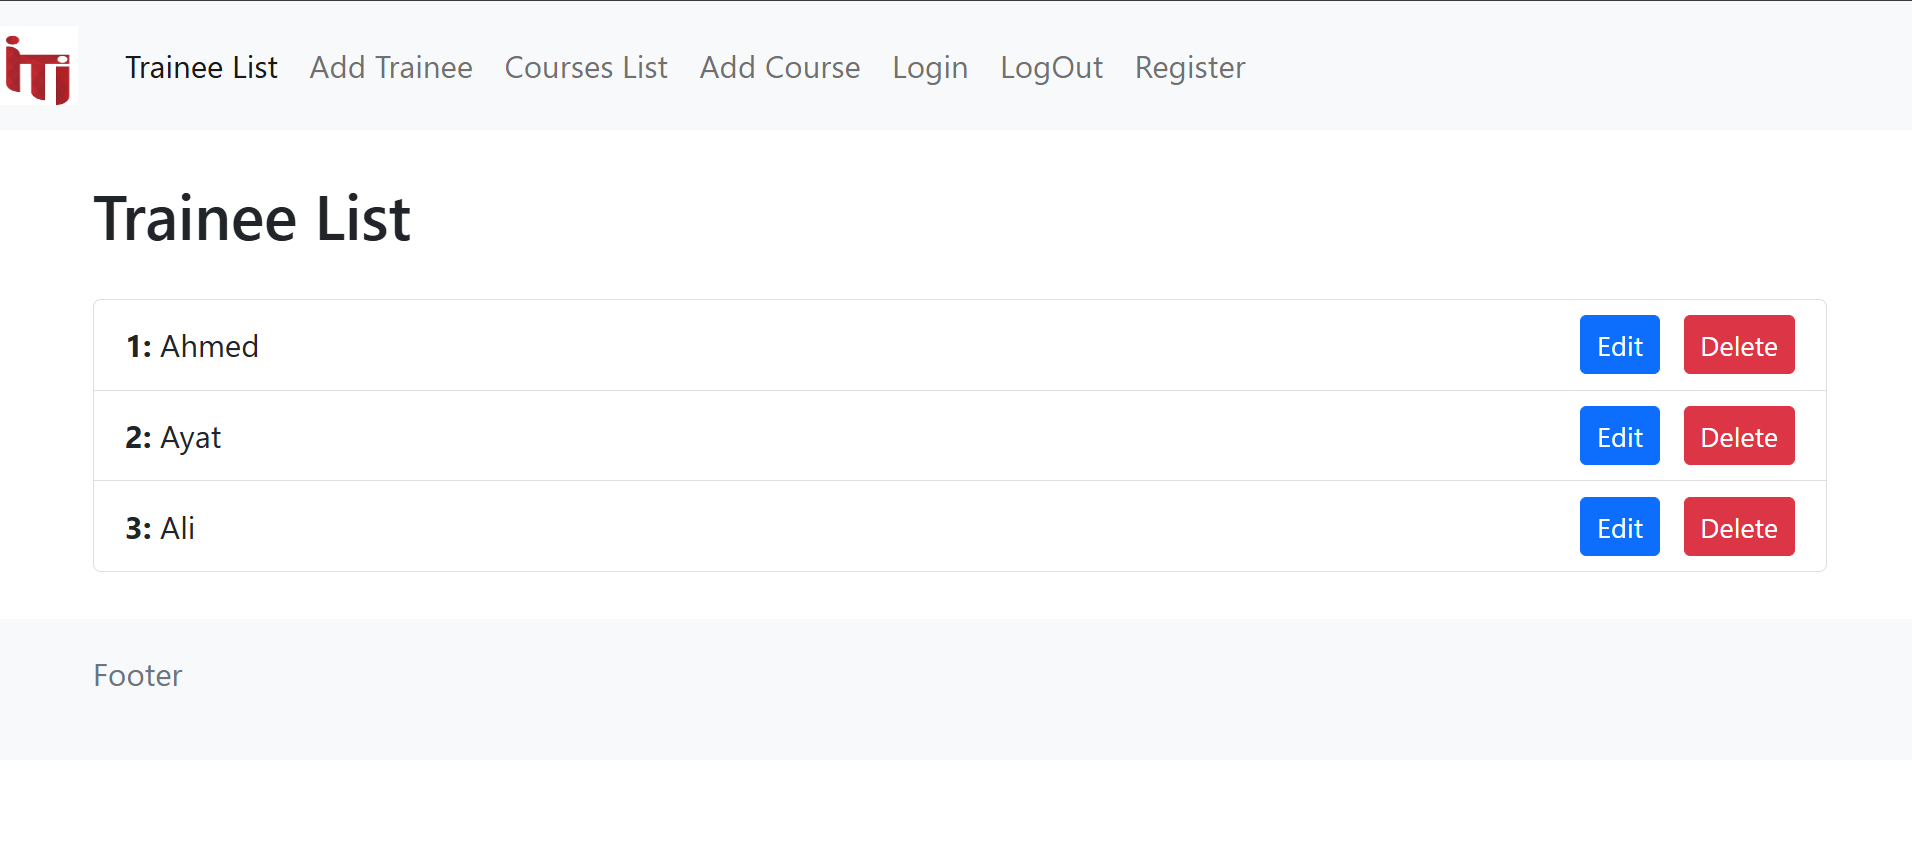 iTi
Trainee List Add Trainee Courses List Add Course Login LogOut Register
Trainee List
1: Ahmed Edit Delete
2: Ayat Edit Delete
3: Ali Edit Delete
Footer